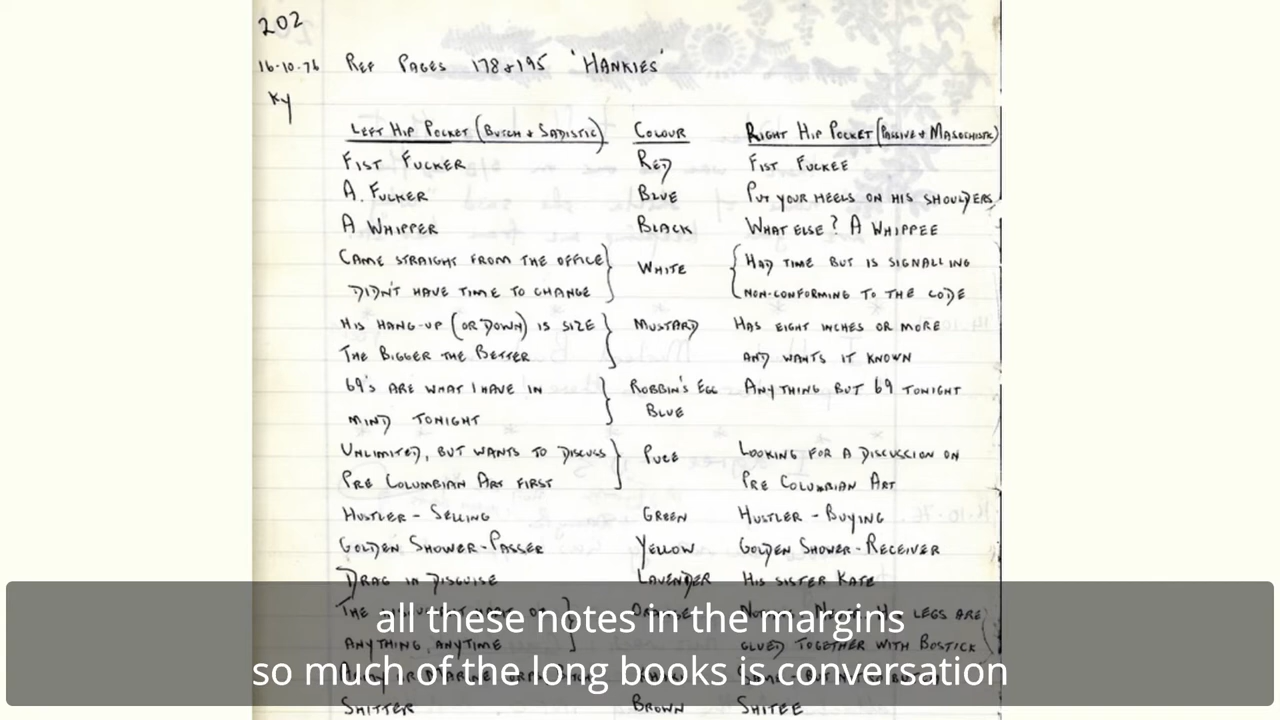 202
16-10-76 REF PAGES 178 & 195 'HANKIES'
KY
LEFT HIP POCKET (BUTCH & SADISTIC) COLOUR RIGHT HIP POCKET (PASSIVE & MASOCHISTIC)
FIST FUCKER RED FIST FUCKEE
A. FUCKER BLUE PUT YOUR HEELS ON HIS SHOULDERS
A WHIPPER BLACK WHAT ELSE? A WHIPPEE
CAME STRAIGHT FROM THE OFFICE WHITE HAD TIME BUT IS SIGNALLING
DIDN'T HAVE TIME TO CHANGE NON-CONFORMING TO THE CODE
HIS HANG-UP (OR DOWN) IS SIZE MUSTARD HAS EIGHT INCHES OR MORE
THE BIGGER THE BETTER AND WANTS IT KNOWN
69'S ARE WHAT I HAVE IN ROBBIN'S EGG ANYTHING BUT 69 TONIGHT
MIND TONIGHT BLUE
UNLIMITED, BUT WANTS TO DISCUSS PUCE LOOKING FOR A DISCUSSION ON
PRE COLUMBIAN ART FIRST PRE COLUMBIAN ART
HUSTLER - SELLING GREEN HUSTLER - BUYING
GOLDEN SHOWER - PASSER YELLOW GOLDEN SHOWER - RECEIVER
DRAG IN DISGUISE LAVENDER HIS SISTER KATE
THE ORANGE LEGS ARE
ANYTHING, ANYTIME GLUED TOGETHER WITH BOSTICK
all these notes in the margins
so much of the long books is conversation
SHITTER BROWN SHITEE